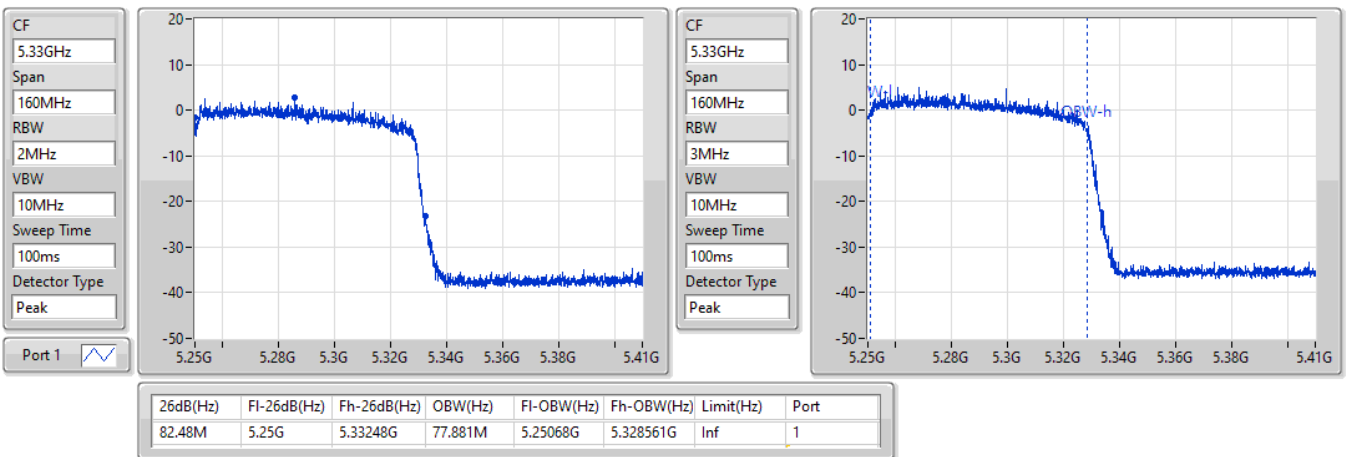 CF
5.33GHz
Span
160MHz
RBW
2MHz
VBW
10MHz
Sweep Time
100ms
Detector Type
Peak
Port 1
20
10
0
-10
-20
-30
-40
-50
5.25G 5.28G 5.3G 5.32G 5.34G 5.36G 5.38G 5.41G
CF
5.33GHz
Span
160MHz
RBW
3MHz
VBW
10MHz
Sweep Time
100ms
Detector Type
Peak
20
10
0
-10
-20
-30
-40
-50
W-l
OBW-h
5.25G 5.28G 5.3G 5.32G 5.34G 5.36G 5.38G 5.41G
26dB(Hz) Fl-26dB(Hz) Fh-26dB(Hz) OBW(Hz) Fl-OBW(Hz) Fh-OBW(Hz) Limit(Hz) Port
82.48M 5.25G 5.33248G 77.881M 5.25068G 5.328561G Inf 1